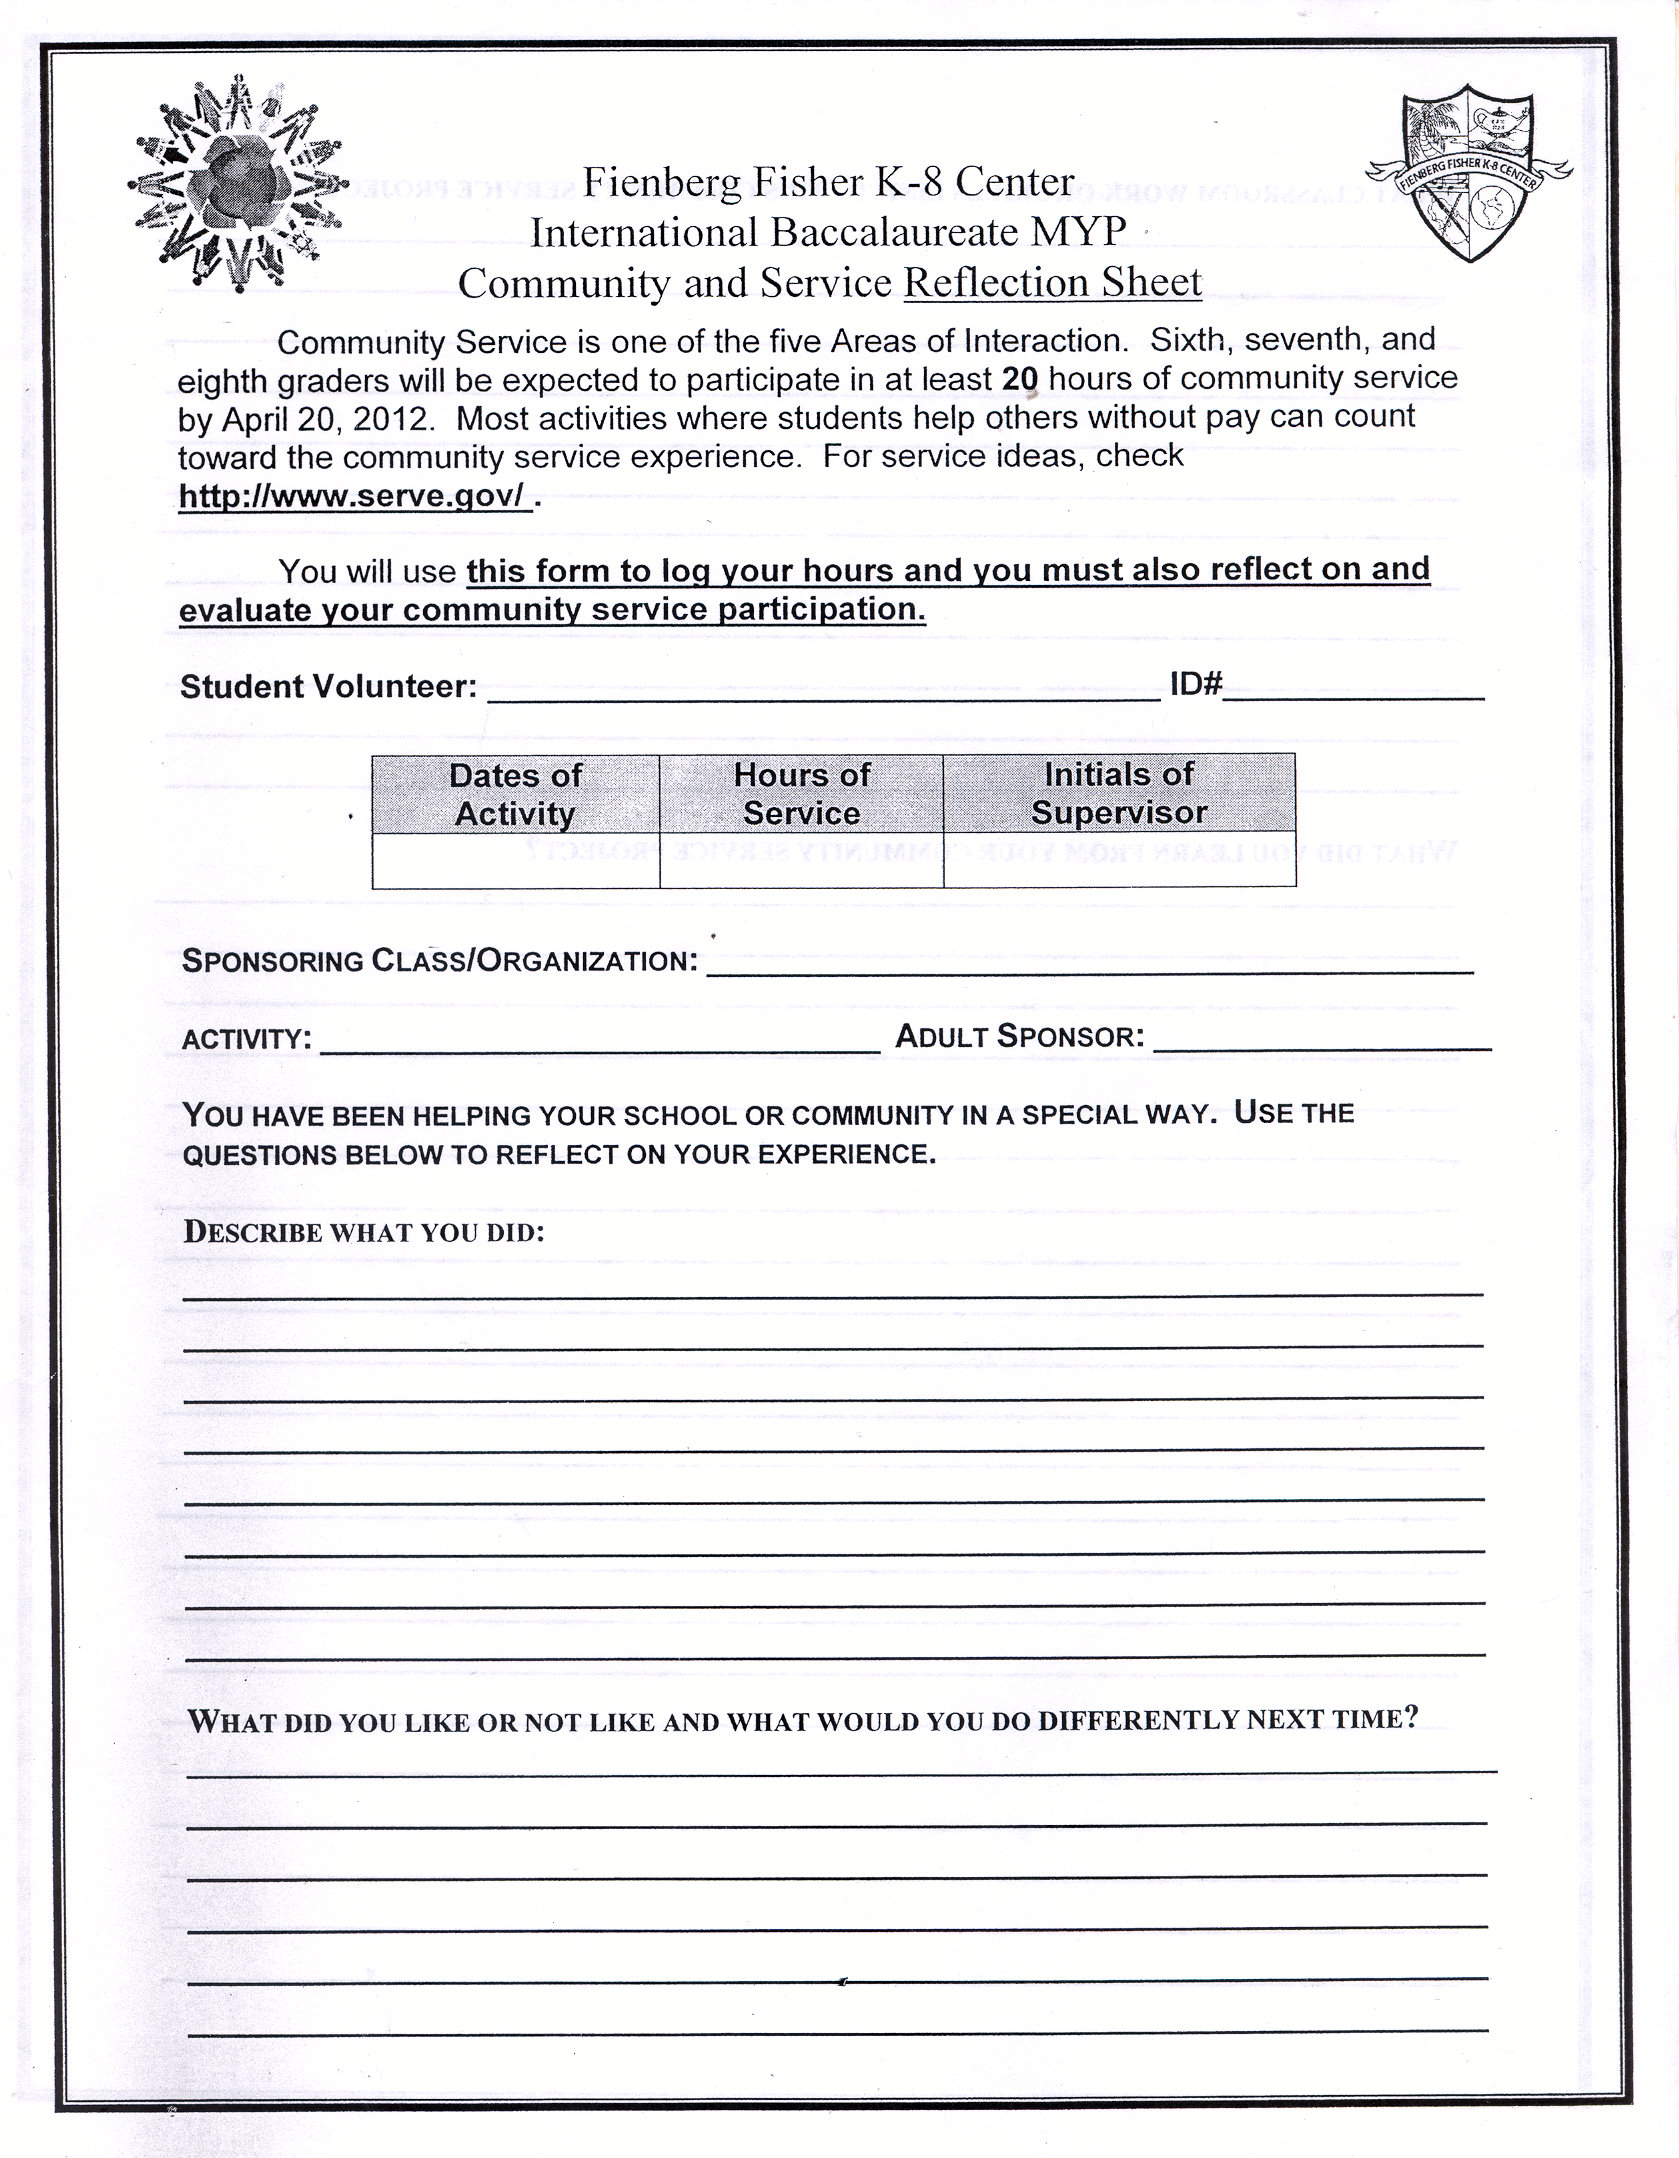 Fienberg Fisher K-8 Center
International Baccalaureate MYP
Community and Service Reflection Sheet
FIENBERG FISHER K-8 CENTER
Community Service is one of the five Areas of Interaction. Sixth, seventh, and
eighth graders will be expected to participate in at least 20 hours of community service
by April 20, 2012. Most activities where students help others without pay can count
toward the community service experience. For service ideas, check
http://www.serve.gov/ .
You will use this form to log your hours and you must also reflect on and
evaluate your community service participation.
Student Volunteer: ID#
Dates of Activity Hours of Service Initials of Supervisor
SPONSORING CLASS/ORGANIZATION:
ACTIVITY: ADULT SPONSOR:
YOU HAVE BEEN HELPING YOUR SCHOOL OR COMMUNITY IN A SPECIAL WAY. USE THE
QUESTIONS BELOW TO REFLECT ON YOUR EXPERIENCE.
DESCRIBE WHAT YOU DID:
WHAT DID YOU LIKE OR NOT LIKE AND WHAT WOULD YOU DO DIFFERENTLY NEXT TIME?